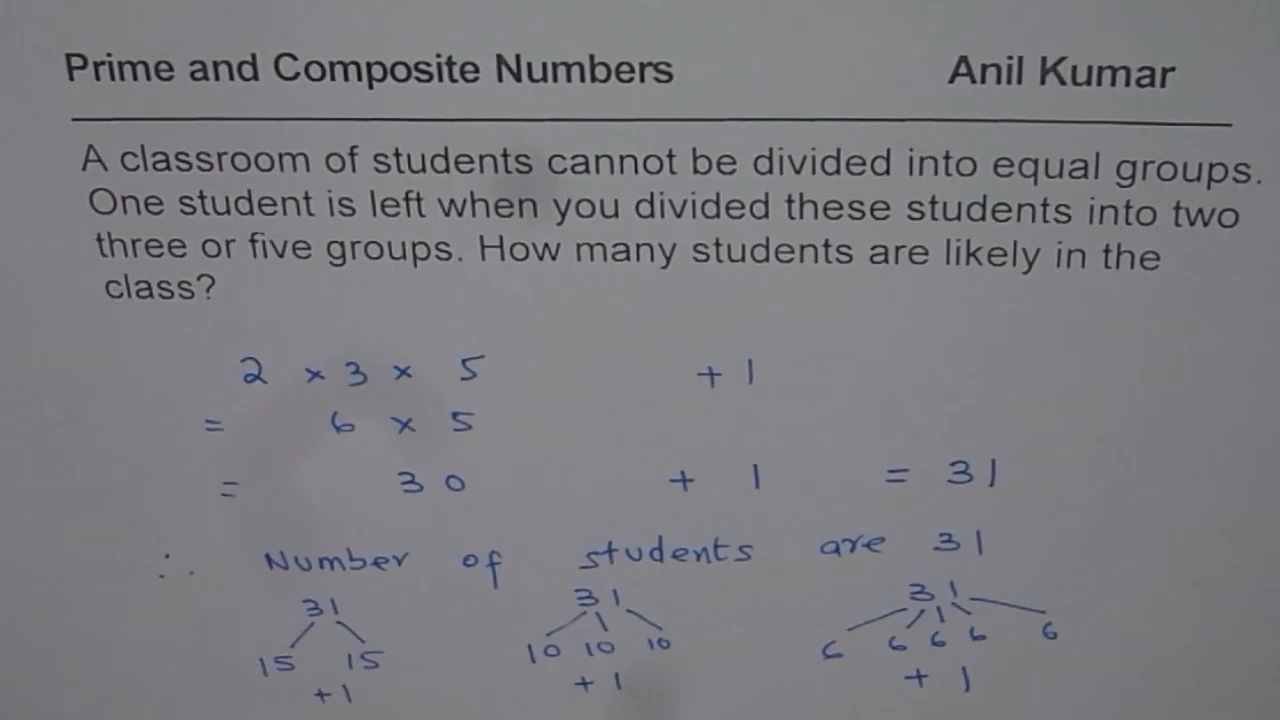 Prime and Composite Numbers Anil Kumar
A classroom of students cannot be divided into equal groups.
One student is left when you divided these students into two
three or five groups. How many students are likely in the
class?
2 × 3 × 5 + 1
= 6 × 5
= 30 + 1 = 31
∴ Number of students are 31
31 31 31
15 15 10 10 10 6 6 6 6 6
+1 +1 +1